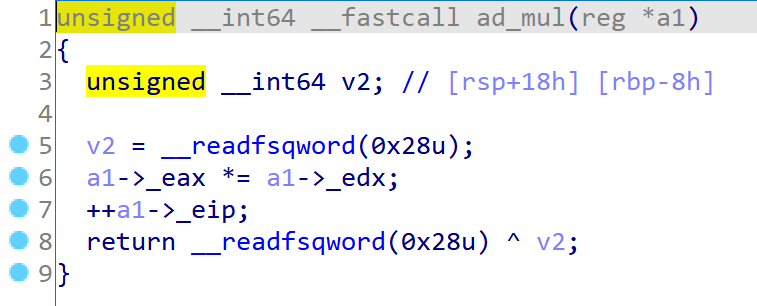 1 unsigned __int64 __fastcall ad_mul(reg *a1)
2 {
3   unsigned __int64 v2; // [rsp+18h] [rbp-8h]
4
5   v2 = __readfsqword(0x28u);
6   a1->_eax *= a1->_edx;
7   ++a1->_eip;
8   return __readfsqword(0x28u) ^ v2;
9 }